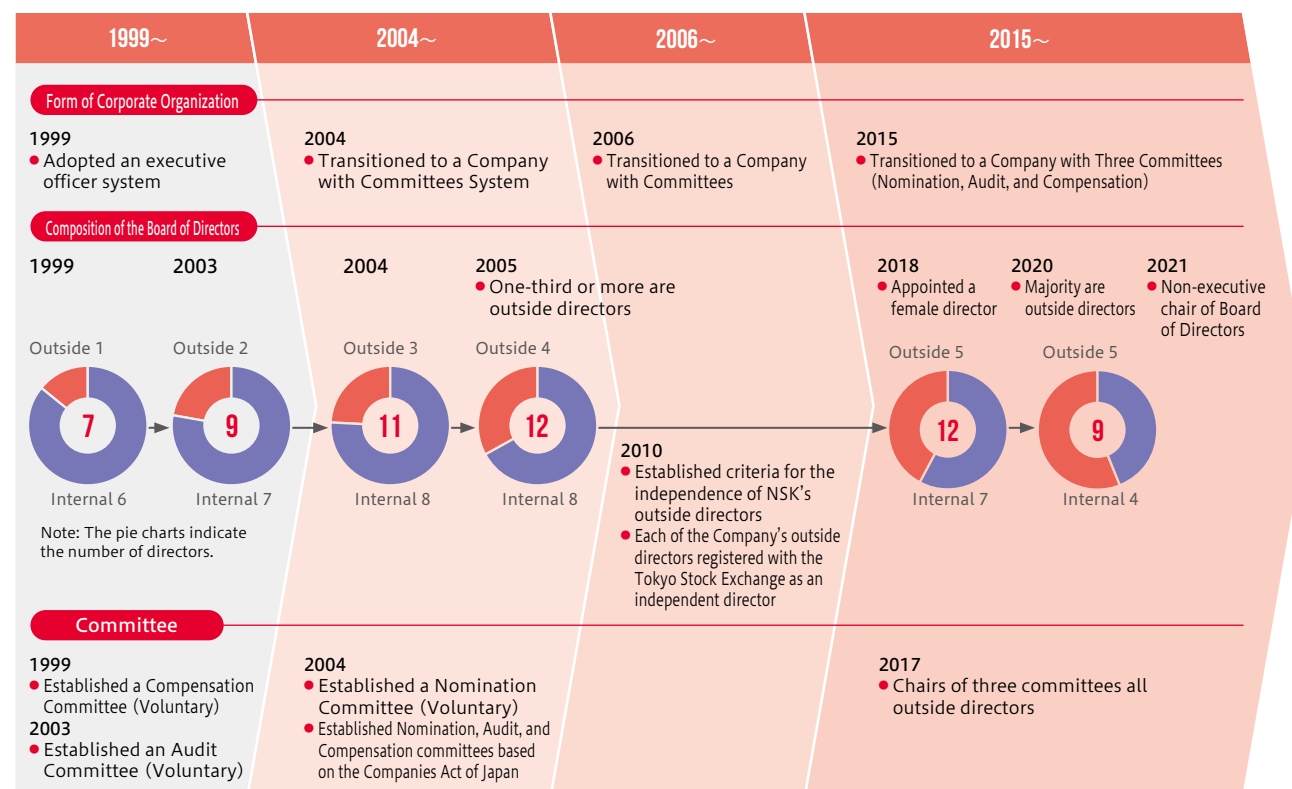 1999~
2004~
2006~
2015~
Form of Corporate Organization
1999
● Adopted an executive
officer system
2004
● Transitioned to a Company
with Committees System
2006
● Transitioned to a Company
with Committees
2015
● Transitioned to a Company with Three Committees
(Nomination, Audit, and Compensation)
Composition of the Board of Directors
1999
Outside 1
7
Internal 6
2003
Outside 2
9
Internal 7
Note: The pie charts indicate
the number of directors.
2004
Outside 3
11
Internal 8
2005
● One-third or more are
outside directors
Outside 4
12
Internal 8
2010
● Established criteria for the
independence of NSK’s
outside directors
● Each of the Company’s outside
directors registered with the
Tokyo Stock Exchange as an
independent director
2018
● Appointed a
female director
Outside 5
12
Internal 7
2020
● Majority are
outside directors
Outside 5
9
Internal 4
2021
● Non-executive
chair of Board
of Directors
Committee
1999
● Established a Compensation
Committee (Voluntary)
2003
● Established an Audit
Committee (Voluntary)
2004
● Established a Nomination
Committee (Voluntary)
● Established Nomination, Audit, and
Compensation committees based
on the Companies Act of Japan
2017
● Chairs of three committees all
outside directors